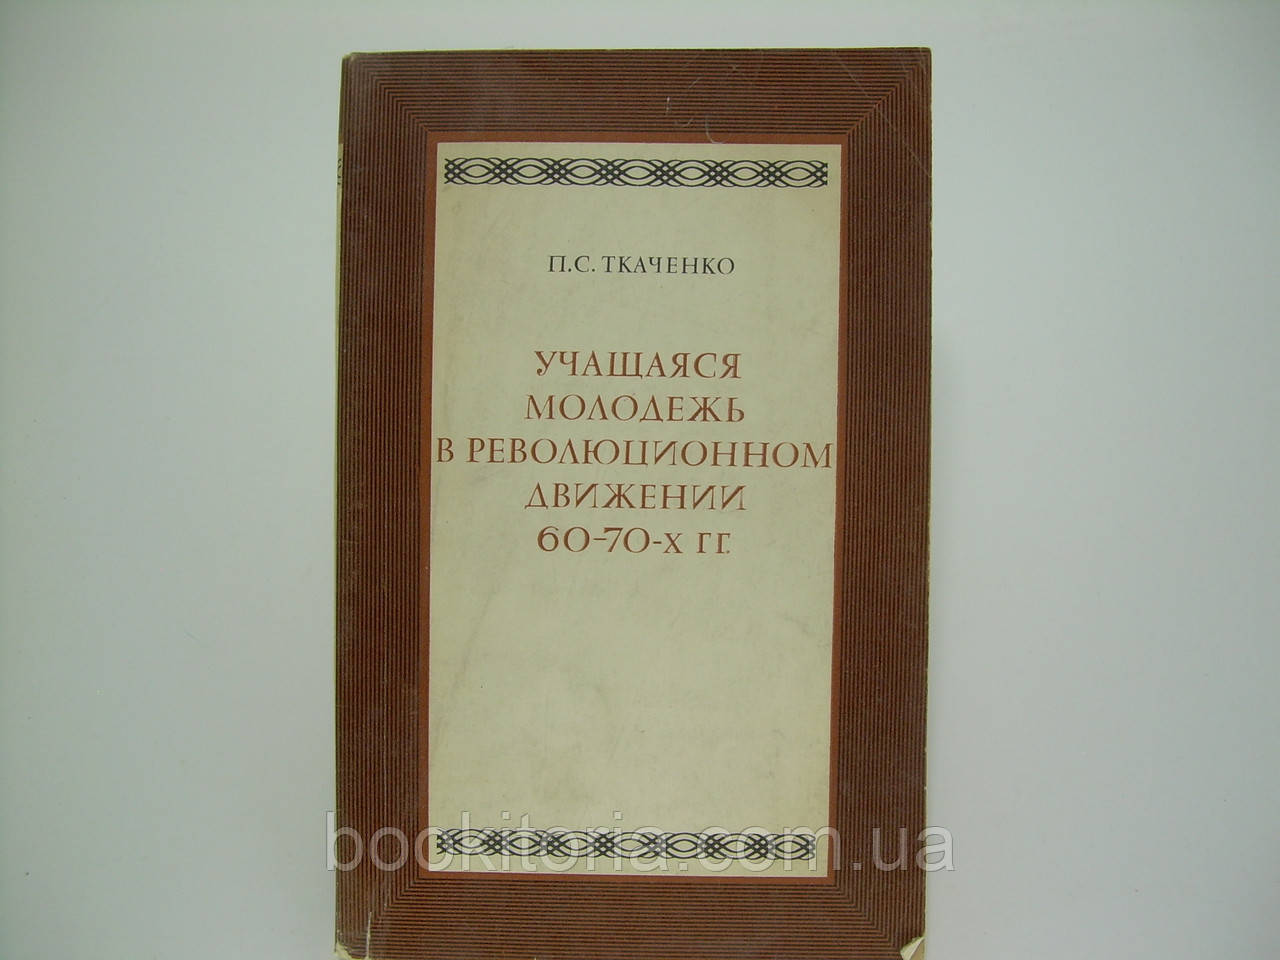 П.С. ТКАЧЕНКО
УЧАЩАЯСЯ
МОЛОДЕЖЬ
В РЕВОЛЮЦИОННОМ
ДВИЖЕНИИ
60-70-х гг.
bookitoria.com.ua